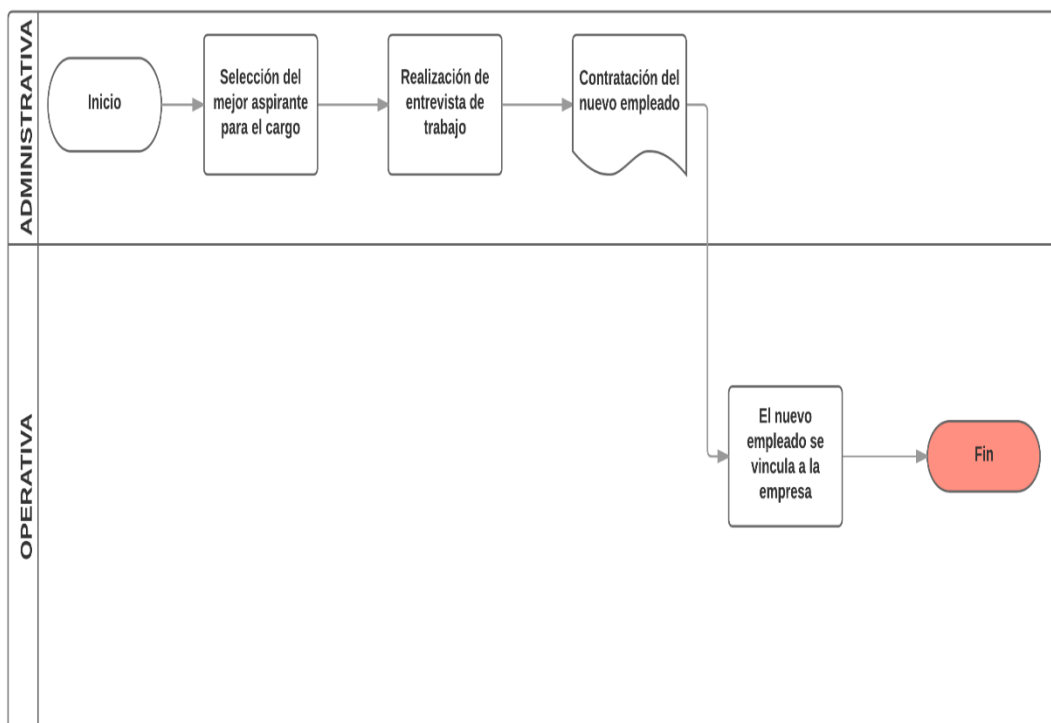 ADMINISTRATIVA
Inicio
Selección del
mejor aspirante
para el cargo
Realización de
entrevista de
trabajo
Contratación del
nuevo empleado
OPERATIVA
El nuevo
empleado se
vincula a la
empresa
Fin